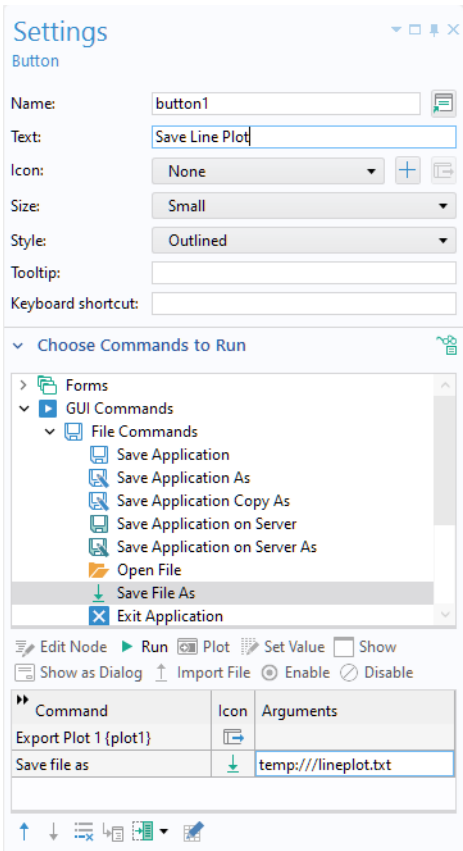 Settings
Button
Name: button1
Text: Save Line Plot
Icon: None
Size: Small
Style: Outlined
Tooltip:
Keyboard shortcut:
Choose Commands to Run
Forms
GUI Commands
File Commands
Save Application
Save Application As
Save Application Copy As
Save Application on Server
Save Application on Server As
Open File
Save File As
Exit Application
Edit Node Run Plot Set Value Show
Show as Dialog Import File Enable Disable
Command Icon Arguments
Export Plot 1 {plot1}
Save file as temp:///lineplot.txt